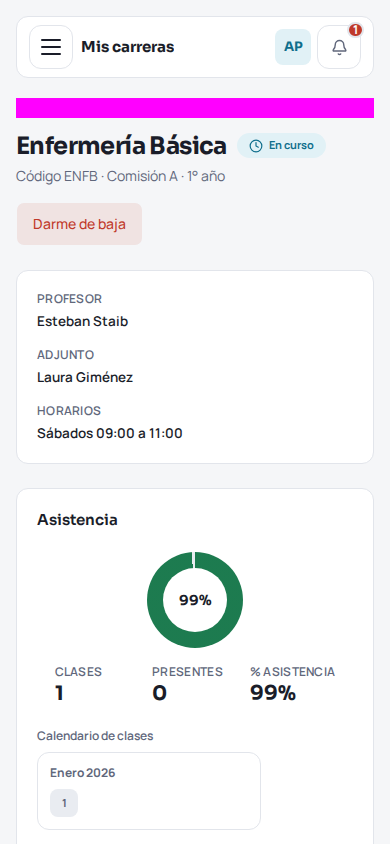 Mis carreras
AP
1
Enfermería Básica
En curso
Código ENFB · Comisión A · 1° año
Darme de baja
PROFESOR
Esteban Staib
ADJUNTO
Laura Giménez
HORARIOS
Sábados 09:00 a 11:00
Asistencia
99%
CLASES
1
PRESENTES
0
% ASISTENCIA
99%
Calendario de clases
Enero 2026
1